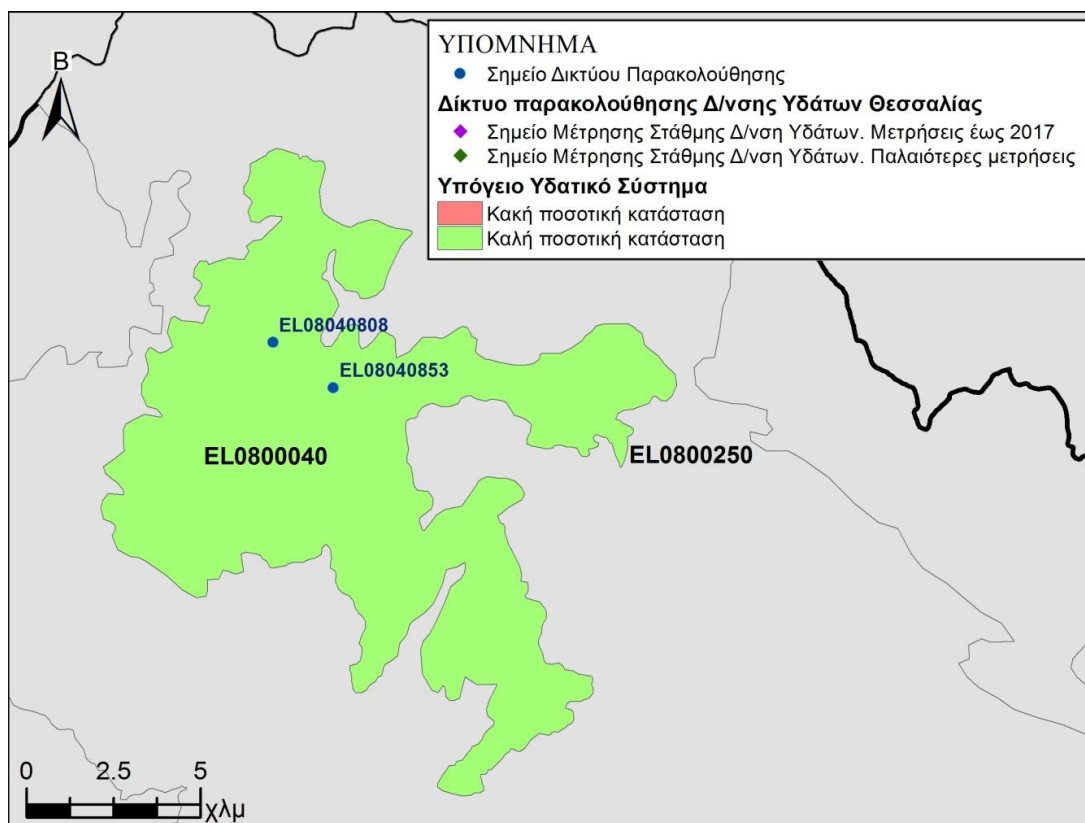 ΥΠΟΜΝΗΜΑ
Σημείο Δικτύου Παρακολούθησης
Δίκτυο παρακολούθησης Δ/νσης Υδάτων Θεσσαλίας
Σημείο Μέτρησης Στάθμης Δ/νση Υδάτων. Μετρήσεις έως 2017
Σημείο Μέτρησης Στάθμης Δ/νση Υδάτων. Παλαιότερες μετρήσεις
Υπόγειο Υδατικό Σύστημα
Κακή ποσοτική κατάσταση
Καλή ποσοτική κατάσταση
Β
EL08040808
EL08040853
EL0800040
EL0800250
0 2.5 5
χλμ